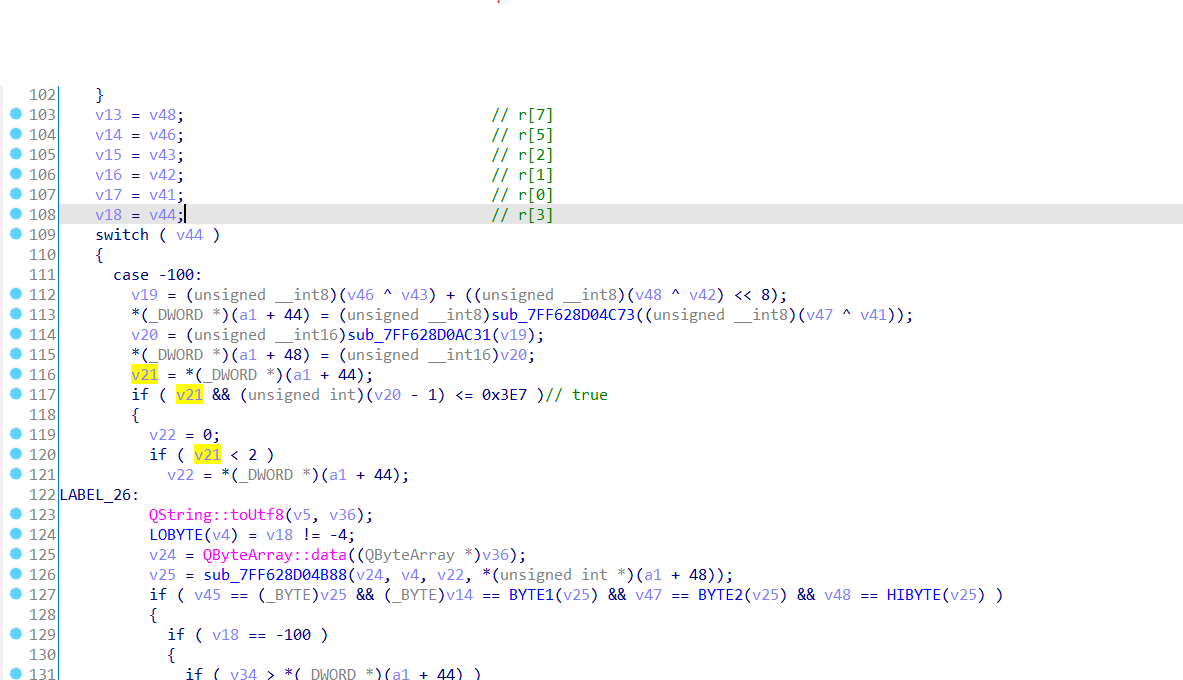 102 }
103 v13 = v48; // r[7]
104 v14 = v46; // r[5]
105 v15 = v43; // r[2]
106 v16 = v42; // r[1]
107 v17 = v41; // r[0]
108 v18 = v44; // r[3]
109 switch ( v44 )
110 {
111 case -100:
112 v19 = (unsigned __int8)(v46 ^ v43) + ((unsigned __int8)(v48 ^ v42) << 8);
113 *(_DWORD *)(a1 + 44) = (unsigned __int8)sub_7FF628D04C73((unsigned __int8)(v47 ^ v41));
114 v20 = (unsigned __int16)sub_7FF628D0AC31(v19);
115 *(_DWORD *)(a1 + 48) = (unsigned __int16)v20;
116 v21 = *(_DWORD *)(a1 + 44);
117 if ( v21 && (unsigned int)(v20 - 1) <= 0x3E7 )// true
118 {
119 v22 = 0;
120 if ( v21 < 2 )
121 v22 = *(_DWORD *)(a1 + 44);
122 LABEL_26:
123 QString::toUtf8(v5, v36);
124 LOBYTE(v4) = v18 != -4;
125 v24 = QByteArray::data((QByteArray *)v36);
126 v25 = sub_7FF628D04B88(v24, v4, v22, *(unsigned int *)(a1 + 48));
127 if ( v45 == (_BYTE)v25 && (_BYTE)v14 == BYTE1(v25) && v47 == BYTE2(v25) && v48 == HIBYTE(v25) )
128 {
129 if ( v18 == -100 )
130 {
131 if ( v34 > *(_DWORD *)(a1 + 44) )